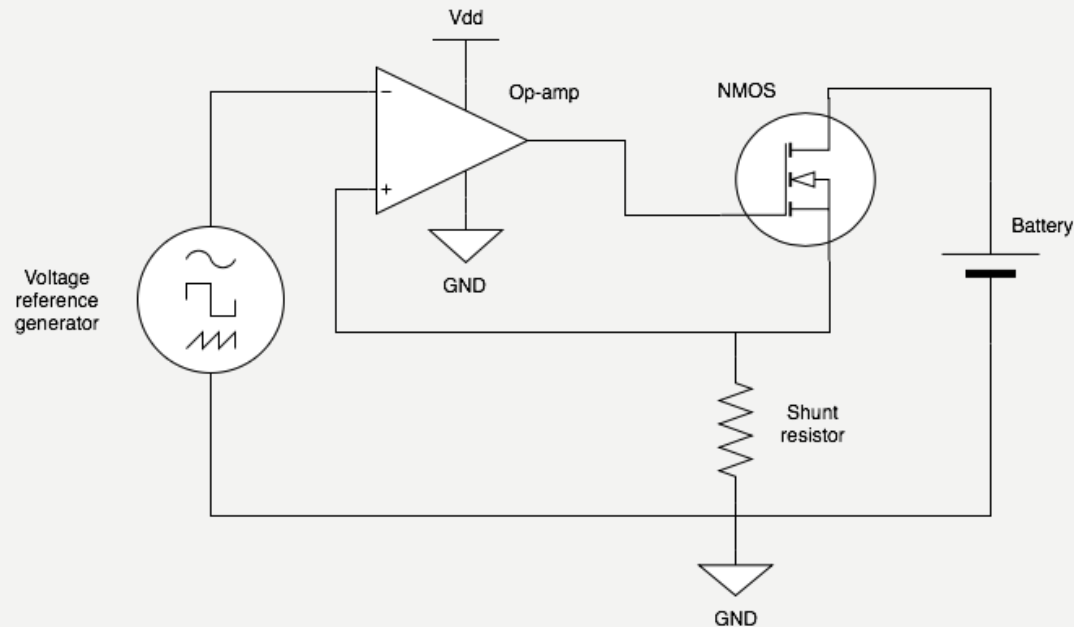 Vdd
Op-amp
NMOS
−
+
GND
Battery
Voltage
reference
generator
Shunt
resistor
GND